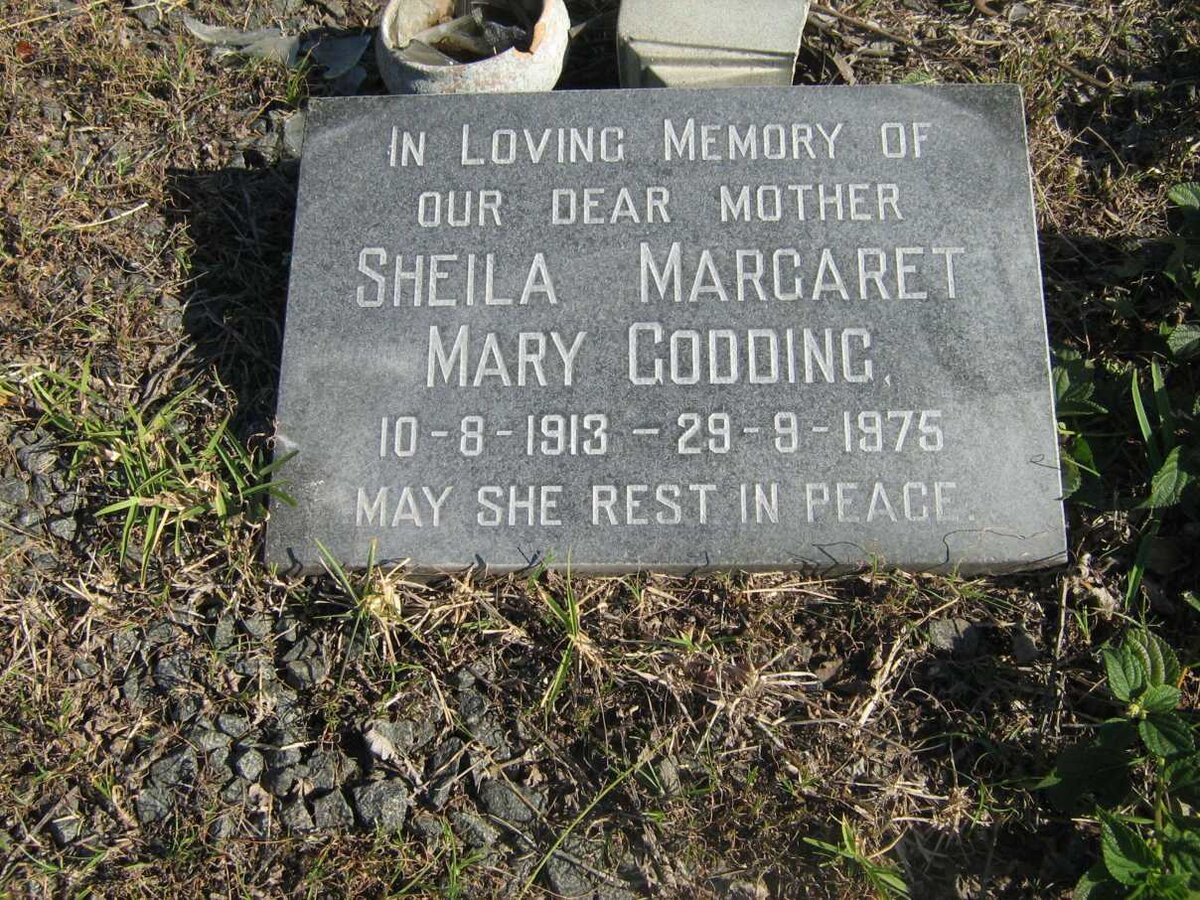 IN LOVING MEMORY OF
OUR DEAR MOTHER
SHEILA MARGARET
MARY GODDING,
10-8-1913 - 29-9-1975
MAY SHE REST IN PEACE.